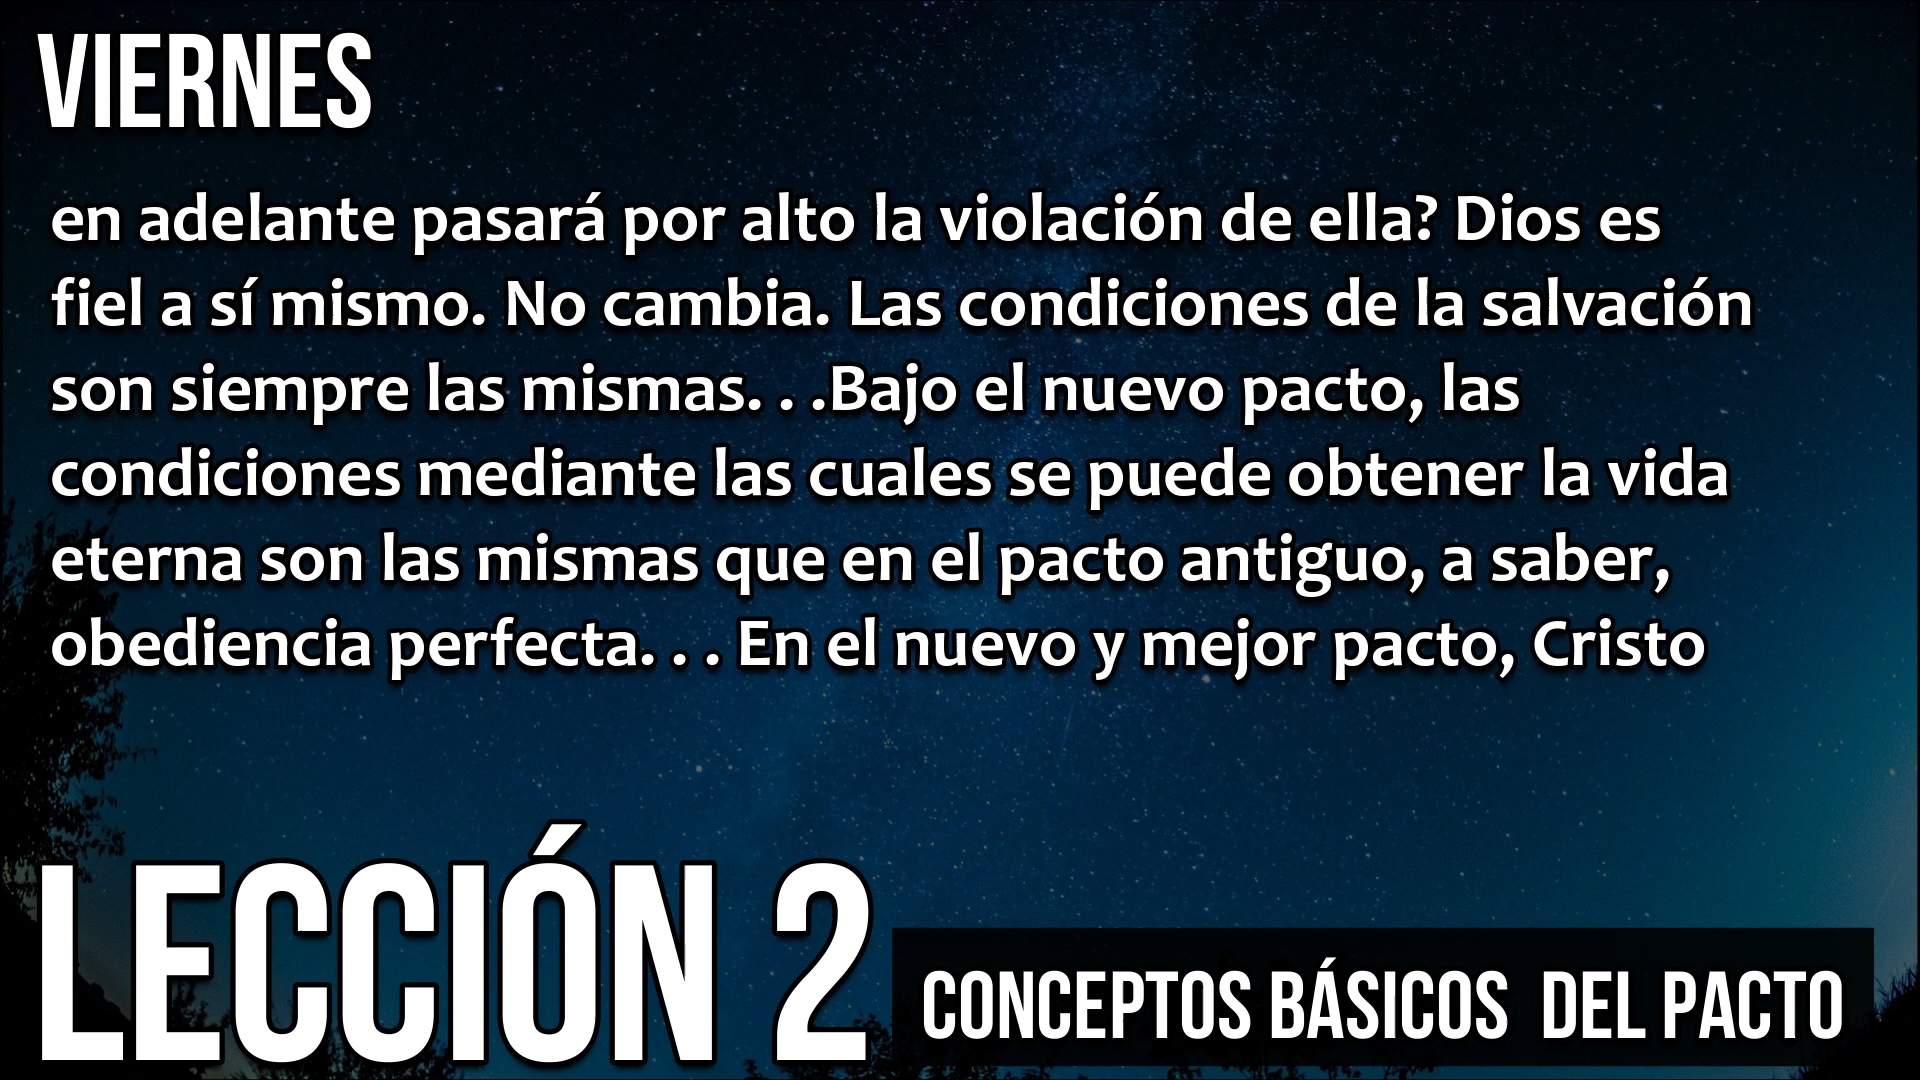 VIERNES
en adelante pasará por alto la violación de ella? Dios es
fiel a sí mismo. No cambia. Las condiciones de la salvación
son siempre las mismas. . .Bajo el nuevo pacto, las
condiciones mediante las cuales se puede obtener la vida
eterna son las mismas que en el pacto antiguo, a saber,
obediencia perfecta. . . En el nuevo y mejor pacto, Cristo
LECCIÓN 2
CONCEPTOS BÁSICOS DEL PACTO